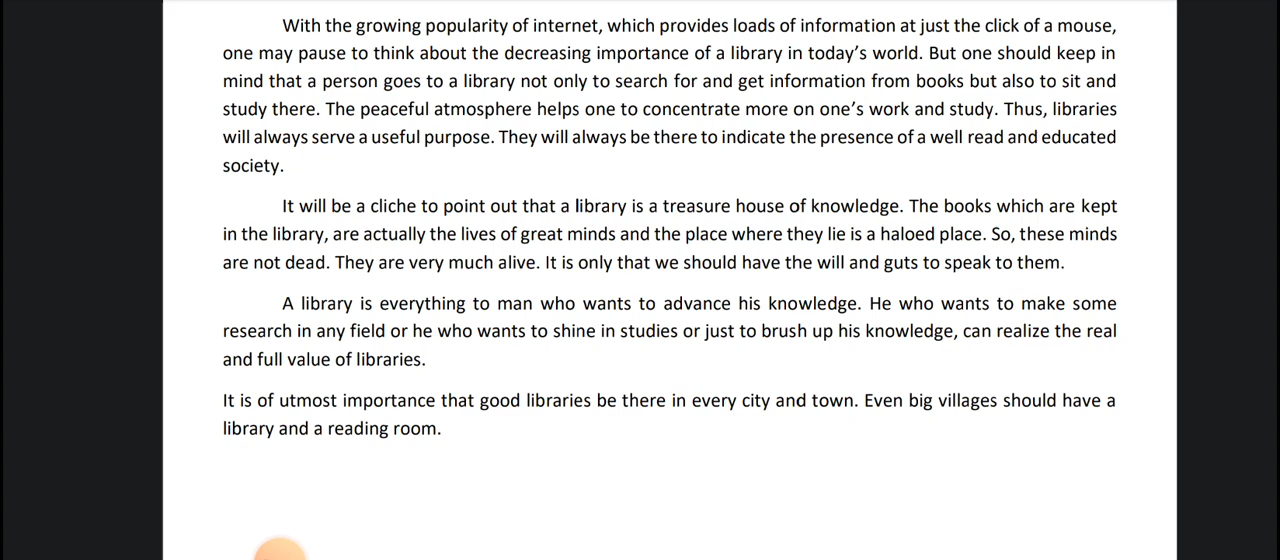 With the growing popularity of internet, which provides loads of information at just the click of a mouse,
one may pause to think about the decreasing importance of a library in today’s world. But one should keep in
mind that a person goes to a library not only to search for and get information from books but also to sit and
study there. The peaceful atmosphere helps one to concentrate more on one’s work and study. Thus, libraries
will always serve a useful purpose. They will always be there to indicate the presence of a well read and educated
society.
It will be a cliche to point out that a library is a treasure house of knowledge. The books which are kept
in the library, are actually the lives of great minds and the place where they lie is a haloed place. So, these minds
are not dead. They are very much alive. It is only that we should have the will and guts to speak to them.
A library is everything to man who wants to advance his knowledge. He who wants to make some
research in any field or he who wants to shine in studies or just to brush up his knowledge, can realize the real
and full value of libraries.
It is of utmost importance that good libraries be there in every city and town. Even big villages should have a
library and a reading room.